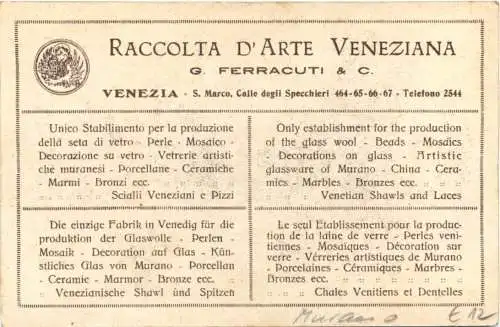 RACCOLTA D'ARTE VENEZIANA
G. FERRACUTI & C.
VENEZIA - S. Marco, Calle degli Specchieri 464-65-66-67 - Telefono 2544
Unico Stabilimento per la produzione
della seta di vetro - Perle - Mosaico -
Decorazione su vetro - Vetrerie artisti-
che muranesi - Porcellane - Ceramiche
- Marmi - Bronzi ecc.
Scialli Veneziani e Pizzi
Only establishment for the production
of the glass wool - Beads - Mosaics
- Decorations on glass - Artistic
glassware of Murano - China - Cera-
mics - Marbles - Bronzes ecc.
Venetian Shawls and Laces
Die einzige Fabrik in Venedig für die
produktion der Glaswolle - Perlen -
Mosaik - Decoration auf Glas - Kün-
stliches Glas von Murano - Porcellan
- Ceramie - Marmor - Bronze ecc.
- Venezianische Shawl und Spitzen
Le seul Etablissement pour la produc-
tion de la laine de verre - Perles veni-
tiennes - Mosaïques - Décoration sur
verre - Vérreries artistiques de Murano
- Porcelaines - Céramiques - Marbres-
Bronzes ecc.
Chales Venitiens et Dentelles
Murano
€ 12